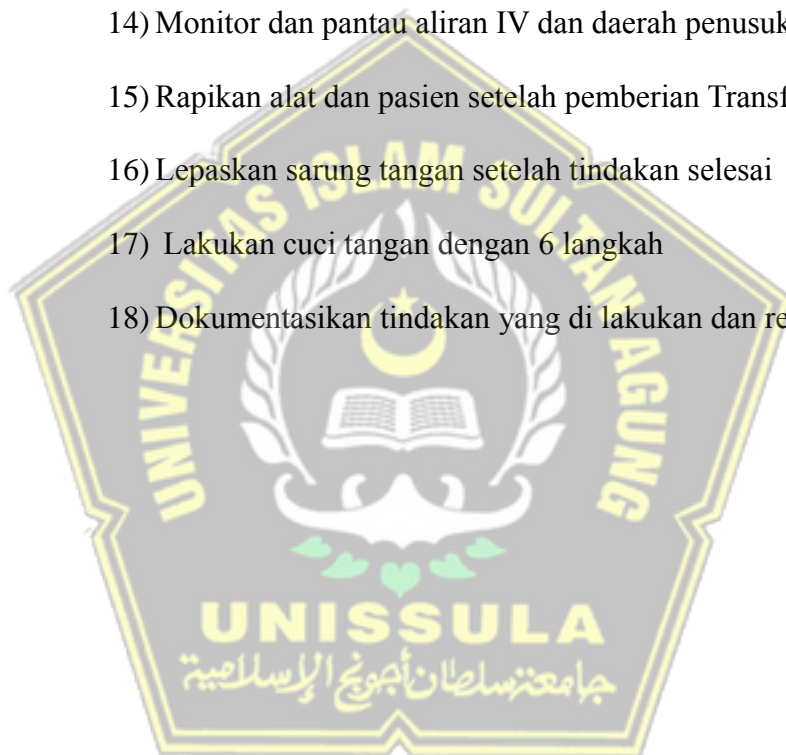 14) Monitor dan pantau aliran IV dan daerah
15) Rapikan alat dan pasien setelah pemberian
16) Lepaskan sarung tangan setelah tindakan selesai
17) Lakukan cuci tangan dengan 6 langkah
18) Dokumentasikan tindakan yang di lakukan dan
UNIVERSITAS ISLAM SULTAN AGUNG
UNISSULA
جامعة سلطان أجونج الإسلامية